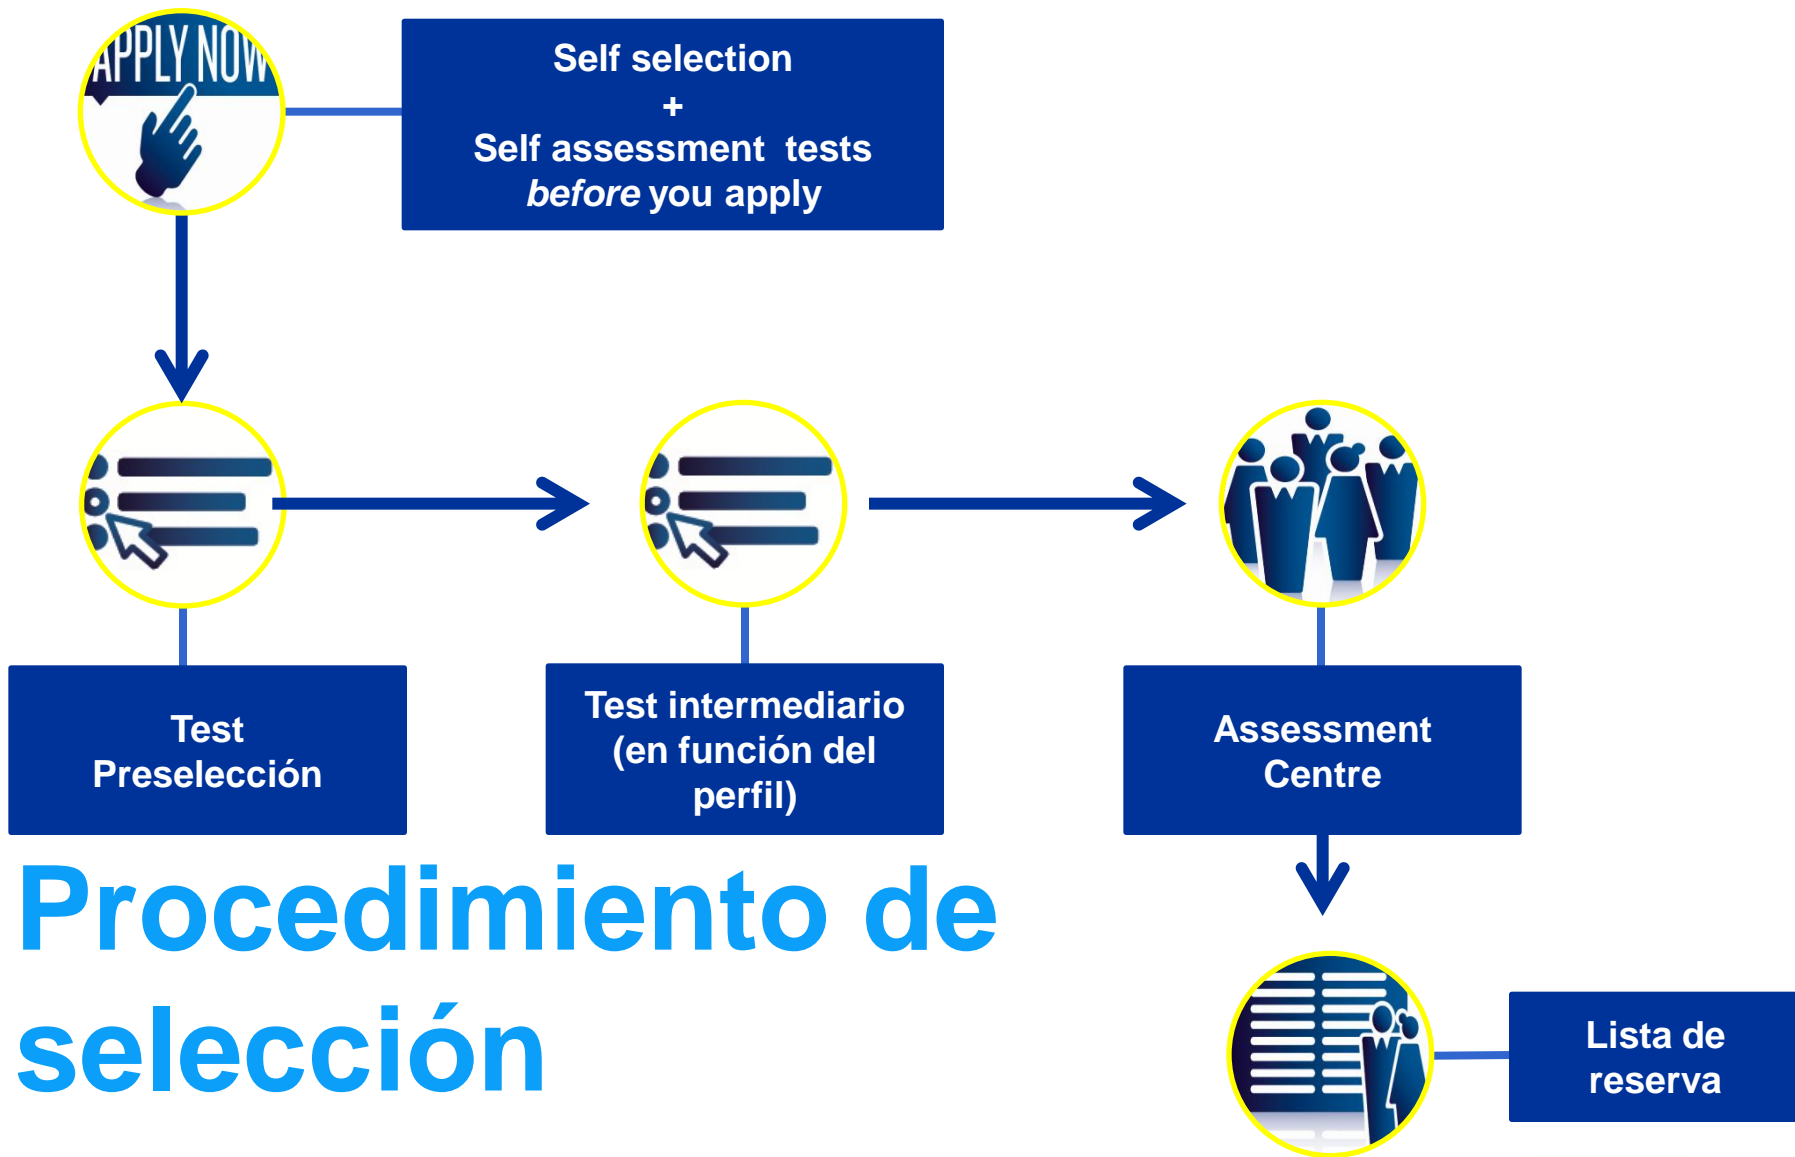 APPLY NOW
Self selection
+
Self assessment tests
before you apply
Test
Preselección
Test intermediario
(en función del
perfil)
Assessment
Centre
Procedimiento de
selección
Lista de
reserva